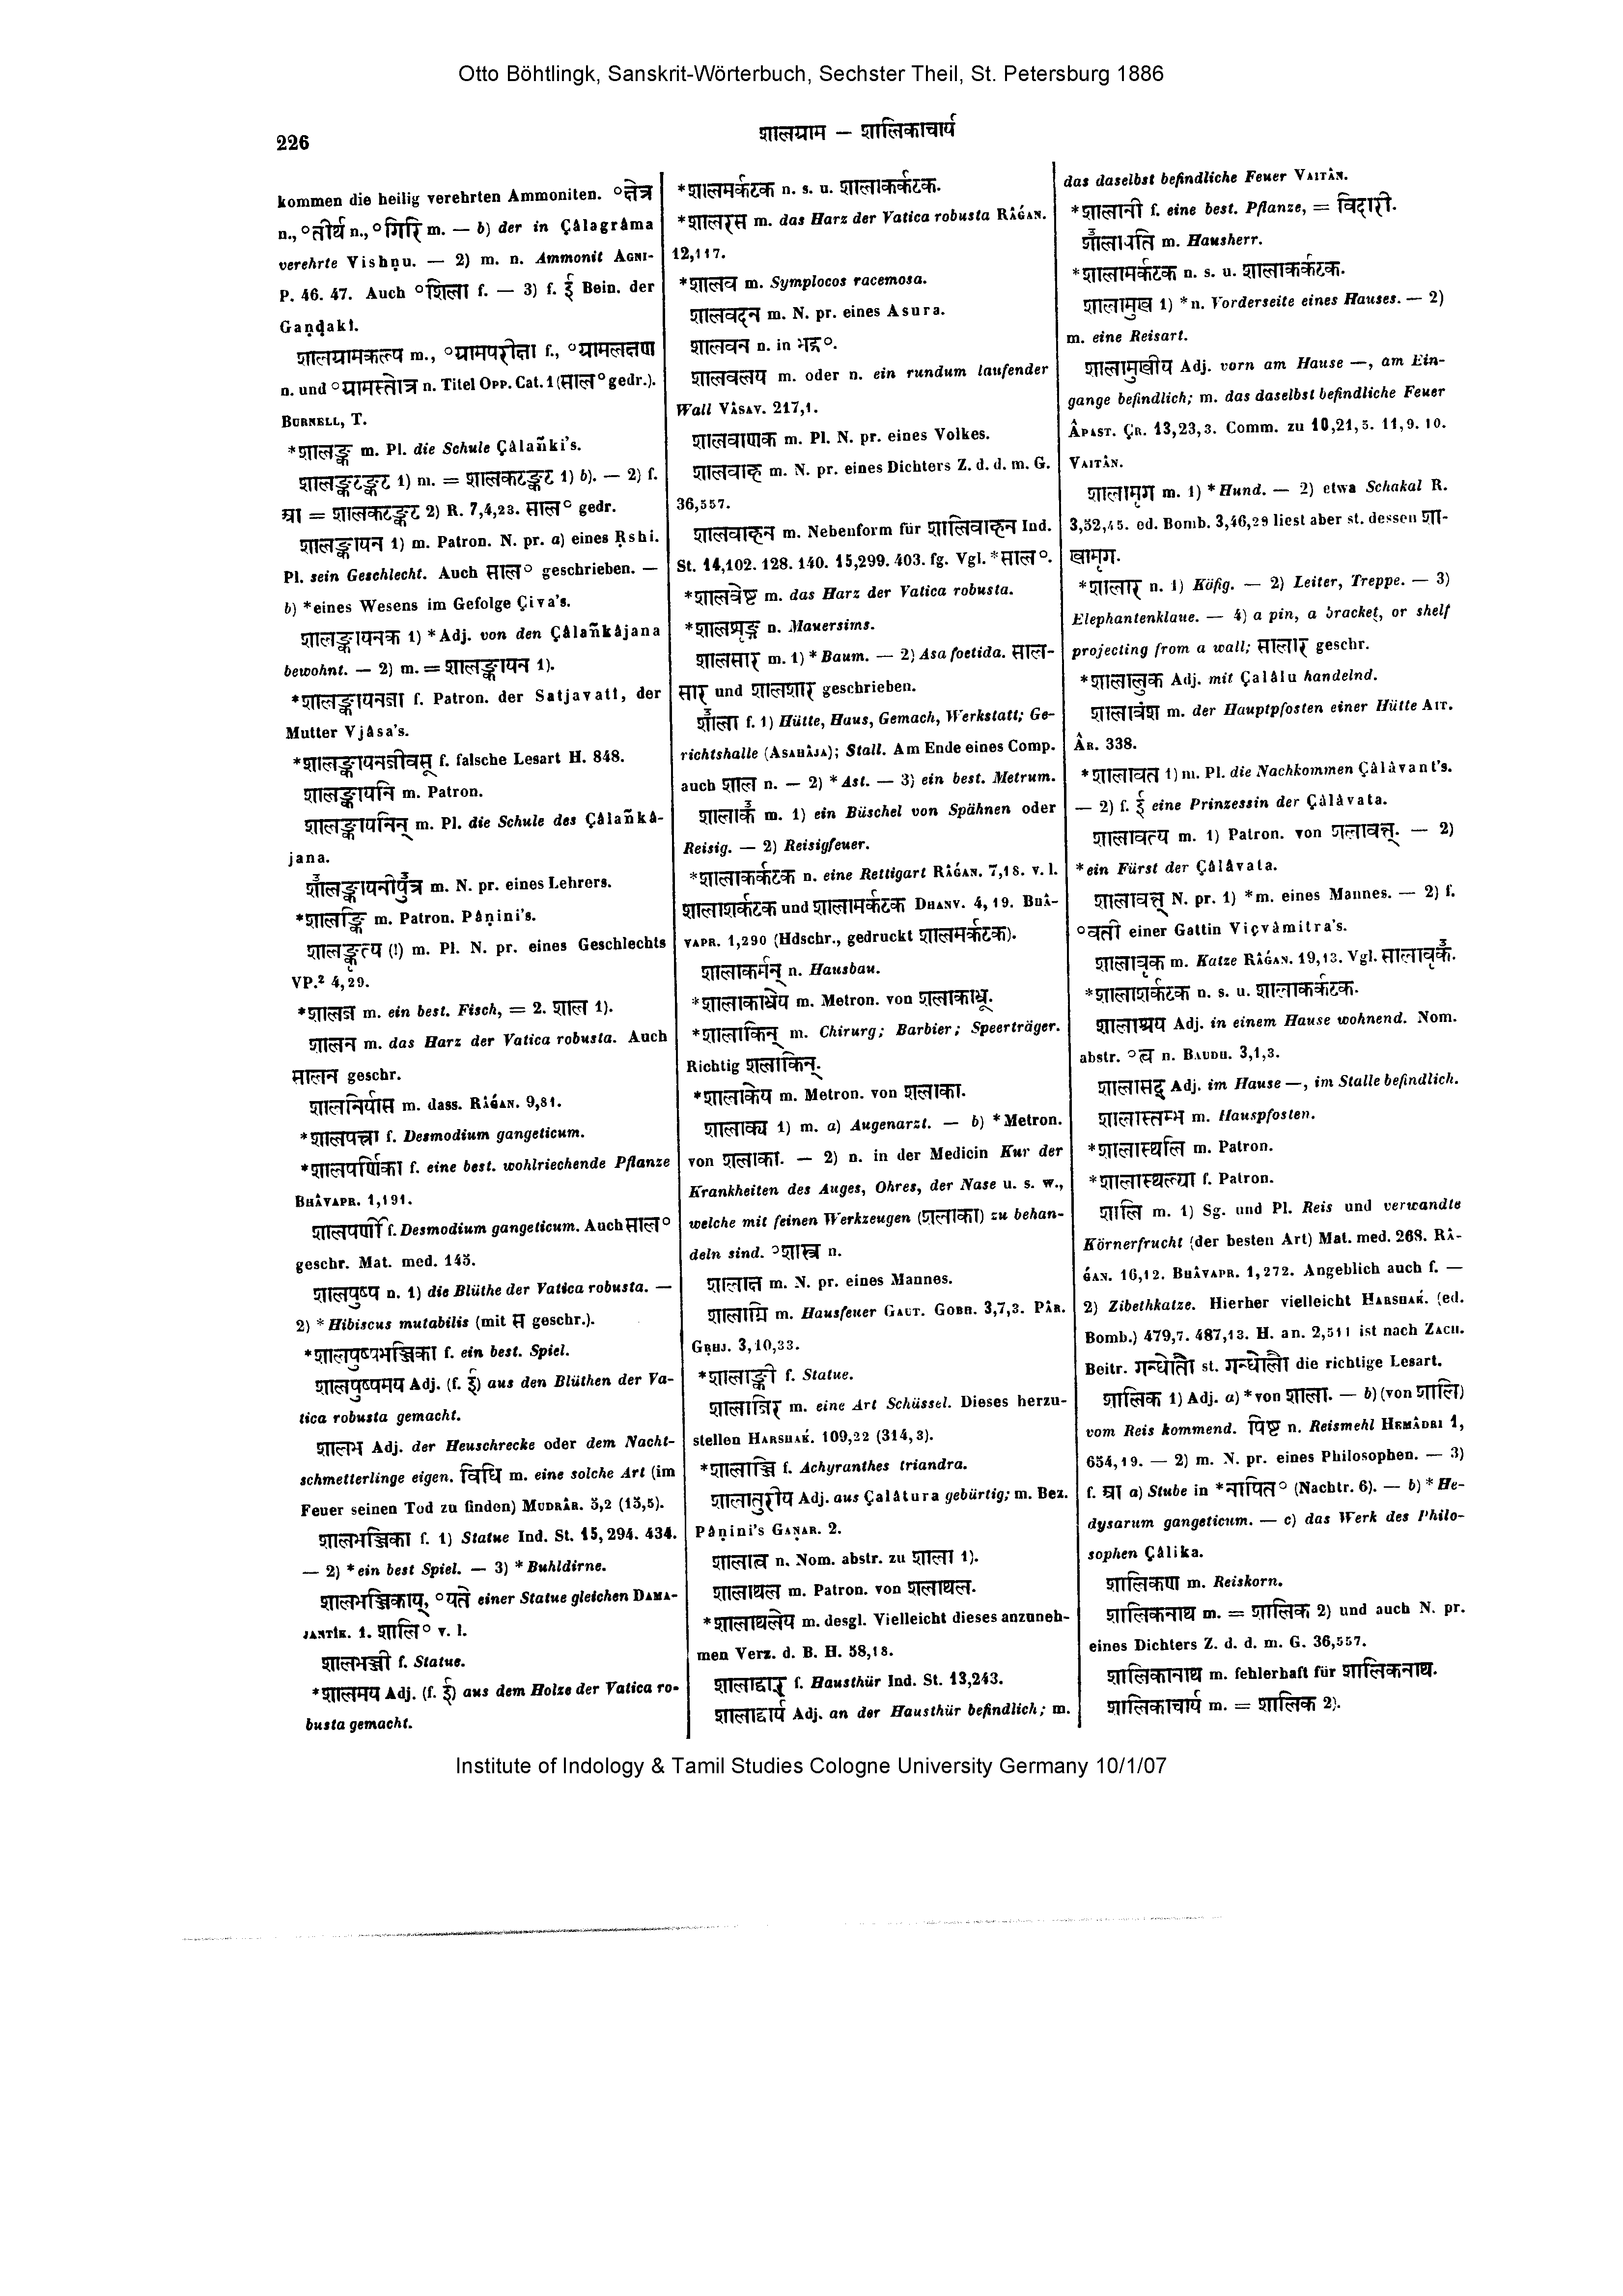 Otto Böhtlingk, Sanskrit-Wörterbuch, Sechster Theil, St. Petersburg 1886
226
शालग्राम — शालिकाचार्य
kommen die heilig verehrten Ammoniten. °क्षेत्र
n., °तीर्थ n., °गिरि m. — b) der in Çâlagrâma
verehrte Vishṇu. — 2) m. n. Ammonit AGNI-
P. 46. 47. Auch °शिला f. — 3) f. ई Bein. der
Gaṇḍakî.
शालग्रामकल्प m., °ग्रामपरीक्षा f., °ग्रामलक्षण
n. und °ग्रामस्तोत्र n. Titel OPP. Cat. 1 (साल° gedr.).
BURNELL, T.
*शालङ्क m. Pl. die Schule Çâlañki's.
शालङ्कटङ्कट 1) m. = शालकटङ्कट 1) b). — 2) f.
आ = शालकटङ्कट 2) R. 7,4,23. साल° gedr.
शालङ्कायन 1) m. Patron. N. pr. a) eines Ṛshi.
Pl. sein Geschlecht. Auch साल° geschrieben. —
b) *eines Wesens im Gefolge Çiva's.
शालङ्कायनक 1) *Adj. von den Çâlañkâjana
bewohnt. — 2) m. = शालङ्कायन 1).
*शालङ्कायनजा f. Patron. der Satjavatî, der
Mutter Vjâsa's.
*शालङ्कायनजीवसू f. falsche Lesart H. 848.
शालङ्कायनि m. Patron.
शालङ्कायनिन् m. Pl. die Schule des Çâlañkâ-
jana.
शालङ्कायनीपुत्र m. N. pr. eines Lehrers.
*शालङ्कि m. Patron. Pâṇini's.
शालङ्कृत्य (!) m. Pl. N. pr. eines Geschlechts
VP.² 4,29.
*शालज m. ein best. Fisch, = 2. शाल 1).
शालन m. das Harz der Vatica robusta. Auch
सालन geschr.
शालनिर्यास m. dass. RÂǴAN. 9,81.
*शालपत्त्रा f. Desmodium gangeticum.
*शालपर्णिका f. eine best. wohlriechende Pflanze
BHÂVAPR. 1,191.
शालपर्णी f. Desmodium gangeticum. Auch साल°
geschr. Mat. med. 145.
शालपुष्प n. 1) die Blüthe der Vatica robusta. —
2) *Hibiscus mutabilis (mit स geschr.).
*शालपुष्पभञ्जिका f. ein best. Spiel.
शालपुष्पमय Adj. (f. ई) aus den Blüthen der Va-
tica robusta gemacht.
शालभ Adj. der Heuschrecke oder dem Nacht-
schmetterlinge eigen. विधि m. eine solche Art (im
Feuer seinen Tod zu finden) MUDRÂR. 5,2 (15,5).
शालभञ्जिका f. 1) Statue Ind. St. 15, 294. 434.
— 2) *ein best Spiel. — 3) *Buhldirne.
शालभञ्जिकाय्, °यते einer Statue gleichen DAMA-
JANTÎK. 1. शालि° v. l.
शालभञ्जी f. Statue.
*शालमय Adj. (f. ई) aus dem Holze der Vatica ro-
busta gemacht.
*शालमर्कटक n. s. u. शालाकर्कटक.
*शालरस m. das Harz der Vatica robusta RÂǴAN.
12,117.
*शालव m. Symplocos racemosa.
शालवदन m. N. pr. eines Asura.
शालवन n. in भद्र°.
शालवलय m. oder n. ein rundum laufender
Wall VÂSAV. 217,1.
शालवाणक m. Pl. N. pr. eines Volkes.
शालवाह m. N. pr. eines Dichters Z. d. d. m. G.
36,557.
शालवाहन m. Nebenform für शालिवाहन Ind.
St. 14,102. 128. 140. 15,299. 403. fg. Vgl. *साल°.
*शालवेष्ट m. das Harz der Vatica robusta.
*शालशृङ्ग n. Mauersims.
शालसार m. 1) *Baum. — 2) Asa foetida. साल-
सार und शालशार geschrieben.
शाला f. 1) Hütte, Haus, Gemach, Werkstatt; Ge-
richtshalle (ASAHÂJA); Stall. Am Ende eines Comp.
auch शाल n. — 2) *Ast. — 3) ein best. Metrum.
शालाक m. 1) ein Büschel von Spähnen oder
Reisig. — 2) Reisigfeuer.
*शालाकर्कटक n. eine Rettigart RÂǴAN. 7,18. v. l.
शालाशर्कटक und शालामर्कटक DHANV. 4,19. BHÂ-
VAPR. 1,290 (Hdschr., gedruckt शालमर्कटक).
शालाकर्मन् n. Hausbau.
*शालाकाभ्रेय m. Metron. von शलाकाभ्रू.
*शालाकिन् m. Chirurg; Barbier; Speerträger.
Richtig शलाकिन्.
*शालाकेय m. Metron. von शलाका.
शालाक्य 1) m. a) Augenarzt. — b) *Metron.
von शलाका. — 2) n. in der Medicin Kur der
Krankheiten des Auges, Ohres, der Nase u. s. w.,
welche mit feinen Werkzeugen (शलाका) zu behan-
deln sind. °शास्त्र n.
शालाक्ष m. N. pr. eines Mannes.
शालाग्नि m. Hausfeuer GAUT. GOBH. 3,7,3. PÂR.
GṚHJ. 3,10,33.
*शालाङ्की f. Statue.
शालाजिर m. eine Art Schüssel. Dieses herzu-
stellen HARSHAḰ. 109,22 (314,3).
*शालाञ्जि f. Achyranthes triandra.
शालातुरीय Adj. aus Çalâtura gebürtig; m. Bez.
Pâṇini's GAṆAR. 2.
शालात्व n. Nom. abstr. zu शाला 1).
शालाथल m. Patron. von शलाथल.
*शालाथलेय m. desgl. Vielleicht dieses anzuneh-
men Verz. d. B. H. 58,18.
शालाद्वार् f. Hausthür Ind. St. 13,243.
शालाद्वार्य Adj. an der Hausthür befindlich; m.
das daselbst befindliche Feuer VAITÂN.
*शालानी f. eine best. Pflanze, = विदारी.
शालापति m. Hausherr.
*शालामर्कटक n. s. u. शालाकर्कटक.
शालामुख 1) *n. Vorderseite eines Hauses. — 2)
m. eine Reisart.
शालामुखीय Adj. vorn am Hause —, am Ein-
gange befindlich; m. das daselbst befindliche Feuer
ÂPAST. ÇR. 13,23,3. Comm. zu 10,21,5. 11,9. 10.
VAITÂN.
शालामृग m. 1) *Hund. — 2) etwa Schakal R.
3,52,45. ed. Bomb. 3,46,29 liest aber st. dessen शा-
खामृग.
*शालार n. 1) Käfig. — 2) Leiter, Treppe. — 3)
Elephantenklaue. — 4) a pin, a bracket, or shelf
projecting from a wall; सालार geschr.
*शालालुक Adj. mit Çalâlu handelnd.
शालावंश m. der Hauptpfosten einer Hütte AIT.
ÂR. 338.
*शालावत 1) m. Pl. die Nachkommen Çâlâvant's.
— 2) f. ई eine Prinzessin der Çâlâvata.
शालावत्य m. 1) Patron. von शलावत्. — 2)
*ein Fürst der Çâlâvata.
शालावत् N. pr. 1) *m. eines Mannes. — 2) f.
°वती einer Gattin Viçvâmitra's.
शालावृक m. Katze RÂǴAN. 19,13. Vgl. सालावृक.
*शालाशर्कटक n. s. u. शालाकर्कटक.
शालाश्रय Adj. in einem Hause wohnend. Nom.
abstr. °त्व n. BAUDH. 3,1,3.
शालासद् Adj. im Hause —, im Stalle befindlich.
शालास्तम्भ m. Hauspfosten.
*शालास्थलि m. Patron.
*शालास्थल्या f. Patron.
शालि m. 1) Sg. und Pl. Reis und verwandte
Körnerfrucht (der besten Art) Mat. med. 268. RÂ-
ǴAN. 16,12. BHÂVAPR. 1,272. Angeblich auch f. —
2) Zibethkatze. Hierher vielleicht HARSHAḰ. (ed.
Bomb.) 479,7. 487,13. H. an. 2,511 ist nach ZACH.
Beitr. गन्धोतौ st. गन्धोलौ die richtige Lesart.
शालिक 1) Adj. a) *von शाला. — b) (von शालि)
vom Reis kommend. पिष्ट n. Reismehl HEMÂDRI 1,
654,19. — 2) m. N. pr. eines Philosophen. — 3)
f. आ a) Stube in *नापित° (Nachtr. 6). — b) *He-
dysarum gangeticum. — c) das Werk des Philo-
sophen Çâlika.
शालिकण m. Reiskorn.
शालिकनाथ m. = शालिक 2) und auch N. pr.
eines Dichters Z. d. d. m. G. 36,557.
शालिकानाथ m. fehlerhaft für शालिकनाथ.
शालिकाचार्य m. = शालिक 2).
Institute of Indology & Tamil Studies Cologne University Germany 10/1/07